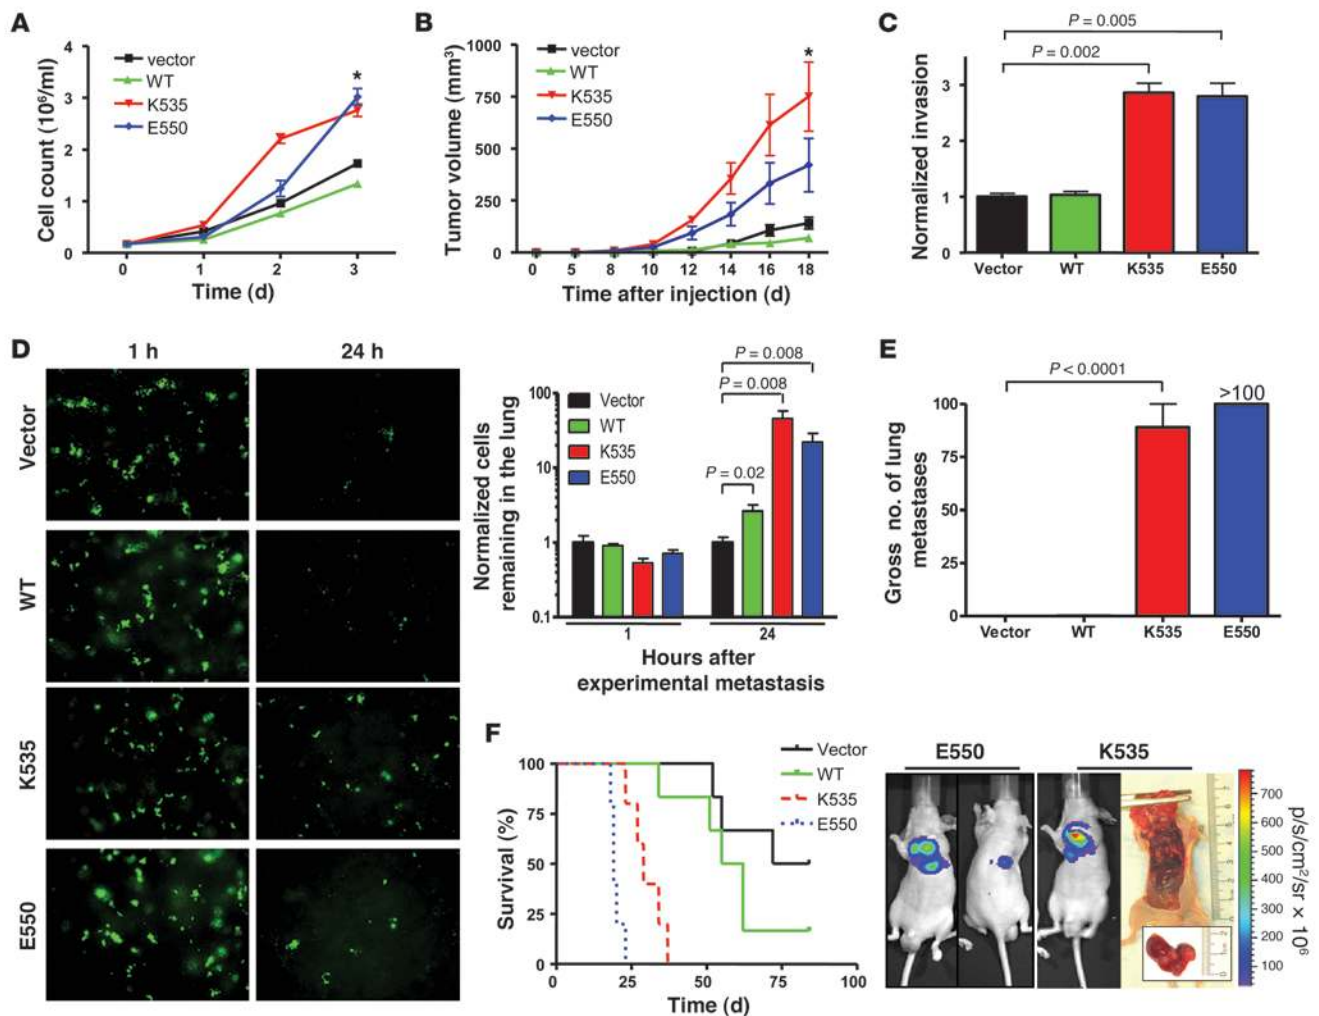 A
Cell count (10⁶/ml)
4
3
2
1
0
vector
WT
K535
E550
*
0 1 2 3
Time (d)
B
Tumor volume (mm³)
1000
750
500
250
0
vector
WT
K535
E550
*
0 5 8 10 12 14 16 18
Time after injection (d)
C
P = 0.005
P = 0.002
Normalized invasion
3
2
1
0
Vector WT K535 E550
D
1 h 24 h
Vector
WT
K535
E550
Normalized cells
remaining in the lung
100
10
1
0.1
Vector
WT
K535
E550
P = 0.008
P = 0.008
P = 0.02
1 24
Hours after
experimental metastasis
E
P < 0.0001
>100
Gross no. of lung
metastases
100
75
50
25
0
Vector WT K535 E550
F
Survival (%)
100
75
50
25
0
Vector
WT
K535
E550
0 25 50 75 100
Time (d)
E550 K535
700
600
500
400
300
200
100
p/s/cm²/sr × 10⁶